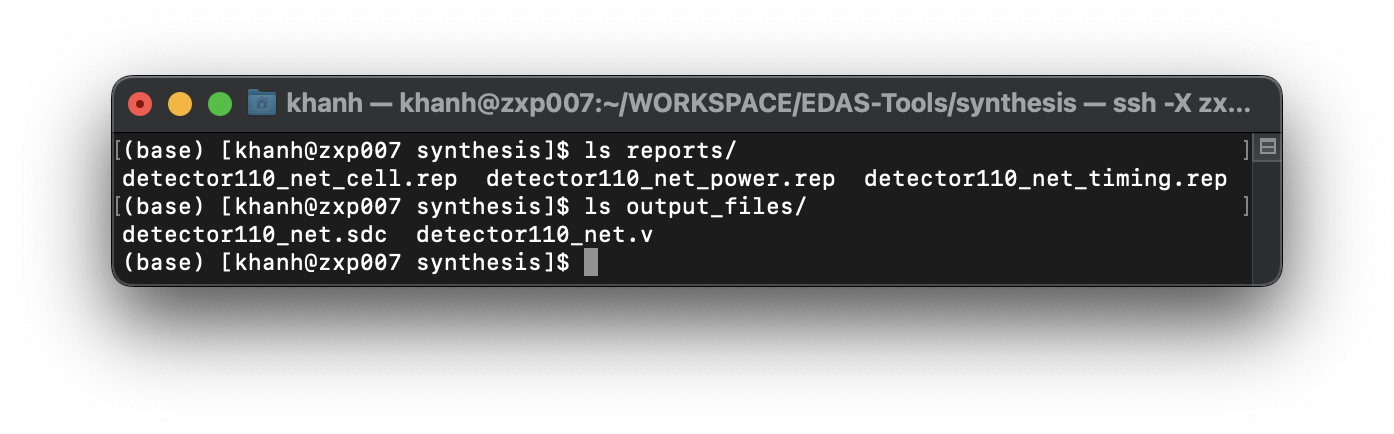 khanh — khanh@zxp007:~/WORKSPACE/EDAS-Tools/synthesis — ssh -X zx...
[(base) [khanh@zxp007 synthesis]$ ls reports/ ]
detector110_net_cell.rep  detector110_net_power.rep  detector110_net_timing.rep
[(base) [khanh@zxp007 synthesis]$ ls output_files/ ]
detector110_net.sdc  detector110_net.v
(base) [khanh@zxp007 synthesis]$